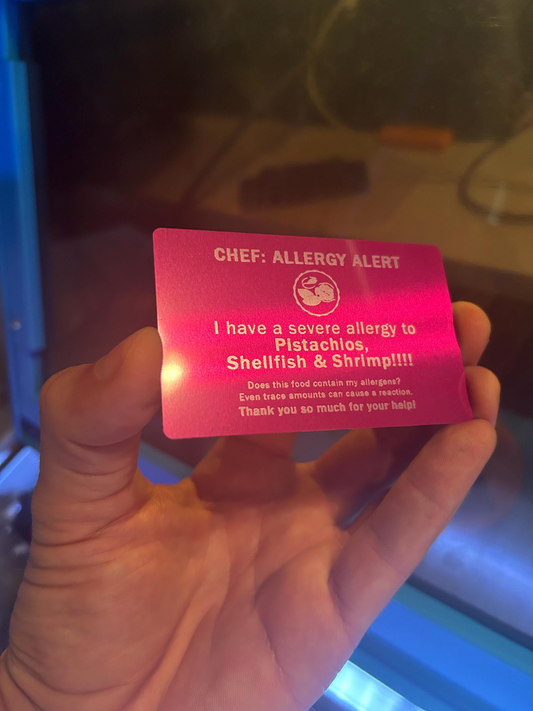 CHEF: ALLERGY ALERT
I have a severe allergy to
Pistachios,
Shellfish & Shrimp!!!!
Does this food contain my allergens?
Even trace amounts can cause a reaction.
Thank you so much for your help!